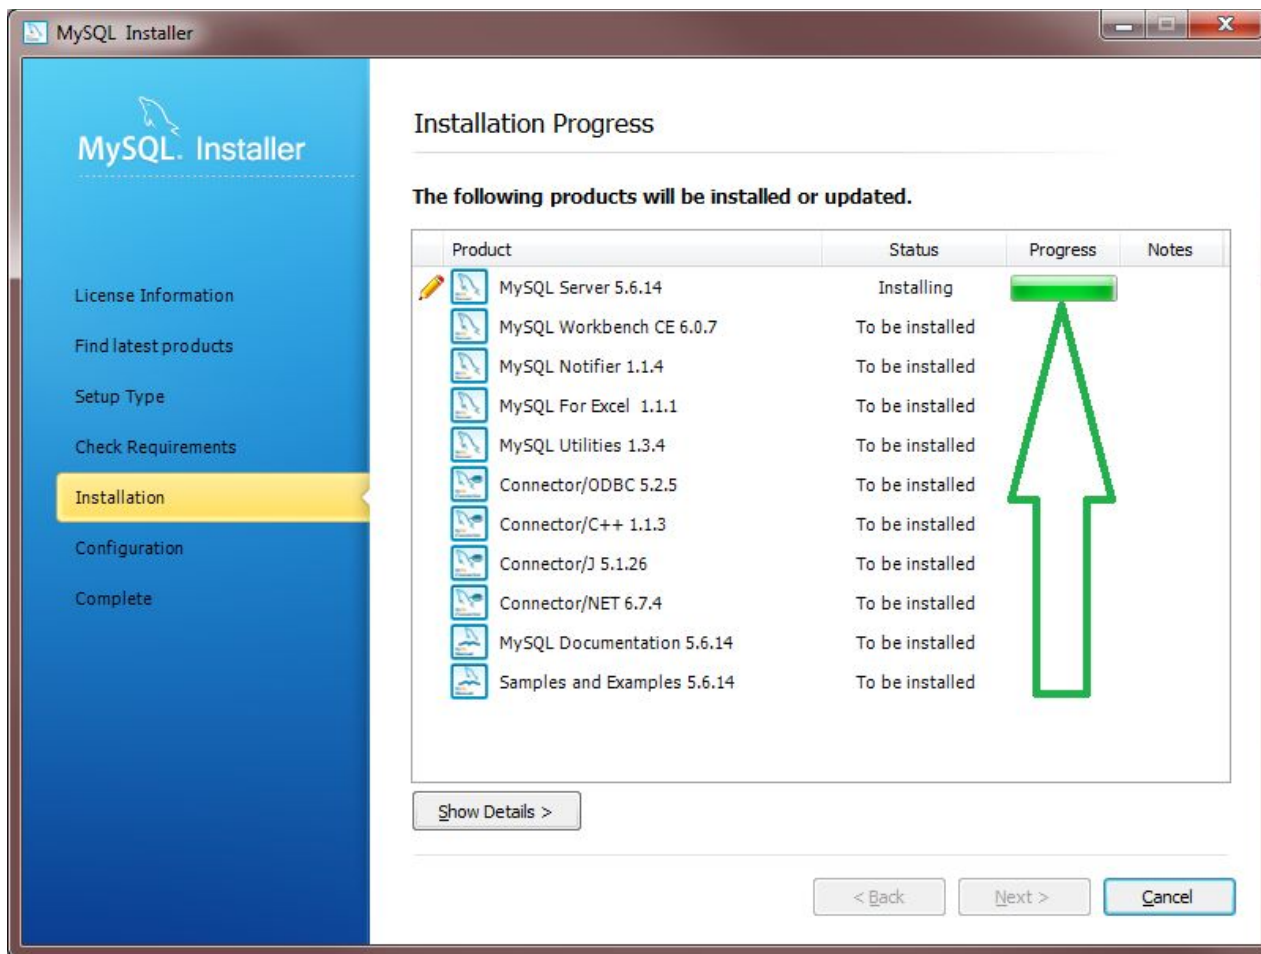 MySQL Installer
MySQL. Installer
License Information
Find latest products
Setup Type
Check Requirements
Installation
Configuration
Complete
Installation Progress
The following products will be installed or updated.
Product Status Progress Notes
MySQL Server 5.6.14 Installing
MySQL Workbench CE 6.0.7 To be installed
MySQL Notifier 1.1.4 To be installed
MySQL For Excel 1.1.1 To be installed
MySQL Utilities 1.3.4 To be installed
Connector/ODBC 5.2.5 To be installed
Connector/C++ 1.1.3 To be installed
Connector/J 5.1.26 To be installed
Connector/NET 6.7.4 To be installed
MySQL Documentation 5.6.14 To be installed
Samples and Examples 5.6.14 To be installed
Show Details >
< Back Next > Cancel